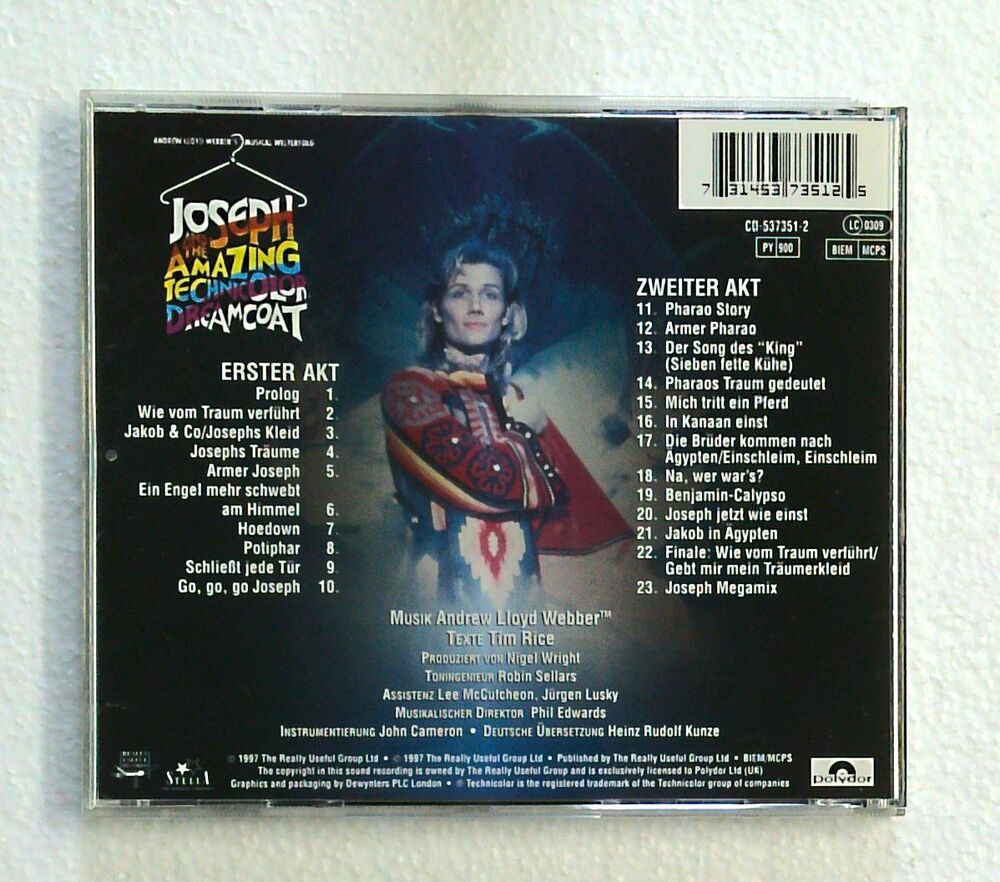 ANDREW LLOYD WEBBER'S MUSICAL WELTERFOLG
JOSEPH
AND THE
AMAZING
TECHNICOLOR
DREAMCOAT
ERSTER AKT
Prolog 1.
Wie vom Traum verführt 2.
Jakob & Co/Josephs Kleid 3.
Josephs Träume 4.
Armer Joseph 5.
Ein Engel mehr schwebt
am Himmel 6.
Hoedown 7.
Potiphar 8.
Schließt jede Tür 9.
Go, go, go Joseph 10.
7 31453 73512 5
CD-537351-2
LC 0309
PY 900
BIEM MCPS
ZWEITER AKT
11. Pharao Story
12. Armer Pharao
13. Der Song des "King"
(Sieben fette Kühe)
14. Pharaos Traum gedeutet
15. Mich tritt ein Pferd
16. In Kanaan einst
17. Die Brüder kommen nach
Ägypten/Einschleim, Einschleim
18. Na, wer war's?
19. Benjamin-Calypso
20. Joseph jetzt wie einst
21. Jakob in Ägypten
22. Finale: Wie vom Traum verführt/
Gebt mir mein Träumerkleid
23. Joseph Megamix
MUSIK Andrew Lloyd Webber™
TEXTE Tim Rice
PRODUZIERT VON Nigel Wright
TONINGENIEUR Robin Sellars
ASSISTENZ Lee McCutcheon, Jürgen Lusky
MUSIKALISCHER DIREKTOR Phil Edwards
INSTRUMENTIERUNG John Cameron • DEUTSCHE ÜBERSETZUNG Heinz Rudolf Kunze
℗ 1997 The Really Useful Group Ltd • © 1997 The Really Useful Group Ltd • Published by The Really Useful Group Ltd • BIEM/MCPS
The copyright in this sound recording is owned by The Really Useful Group and is exclusively licensed to Polydor Ltd (UK)
Graphics and packaging by Dewynters PLC London • ® Technicolor is the registered trademark of the Technicolor group of companies
REALLY
USEFUL
STELLA
polydor